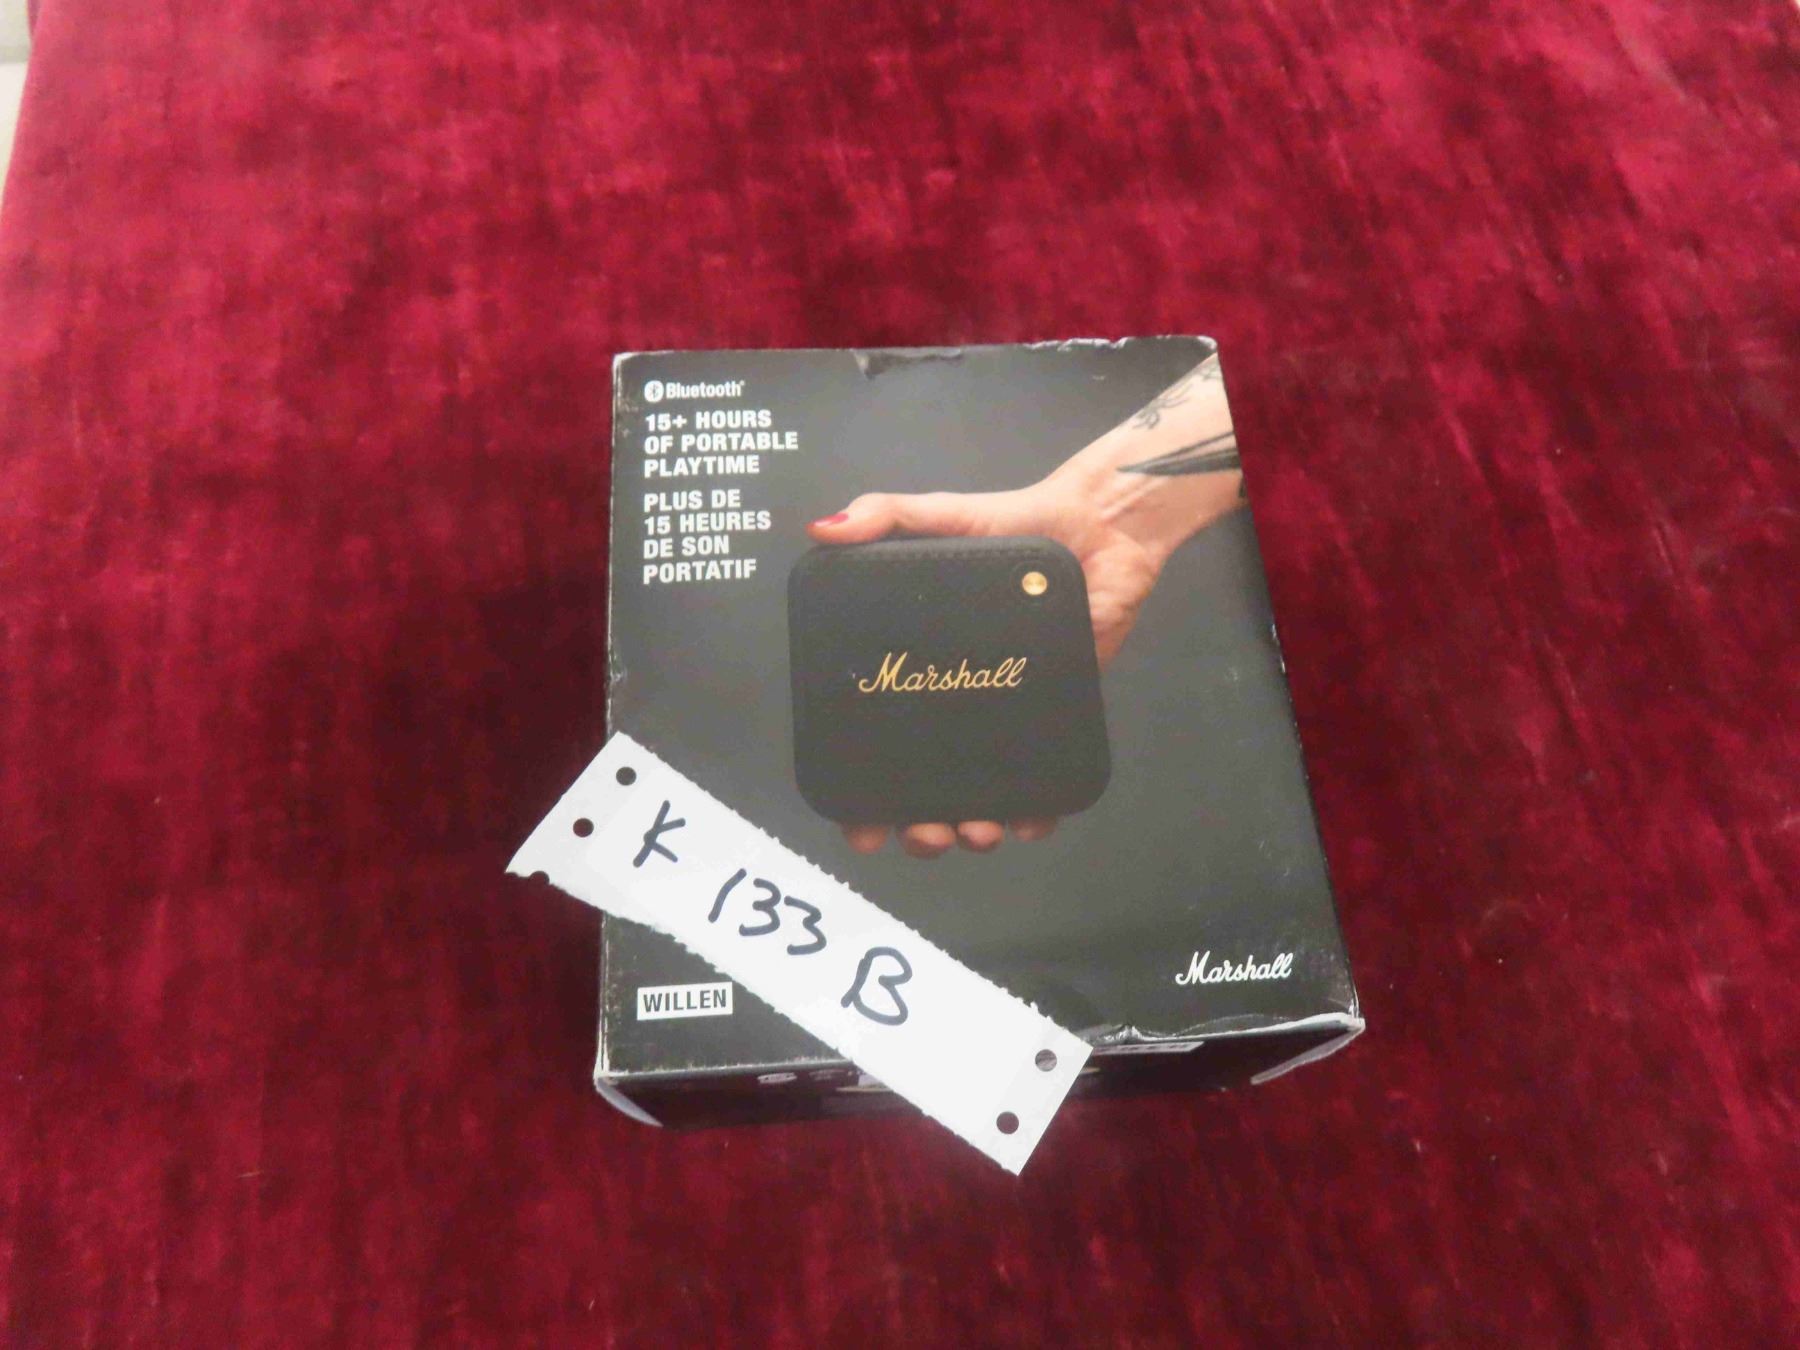 Bluetooth®
15+ HOURS
OF PORTABLE
PLAYTIME
PLUS DE
15 HEURES
DE SON
PORTATIF
Marshall
K 133 B
Marshall
WILLEN